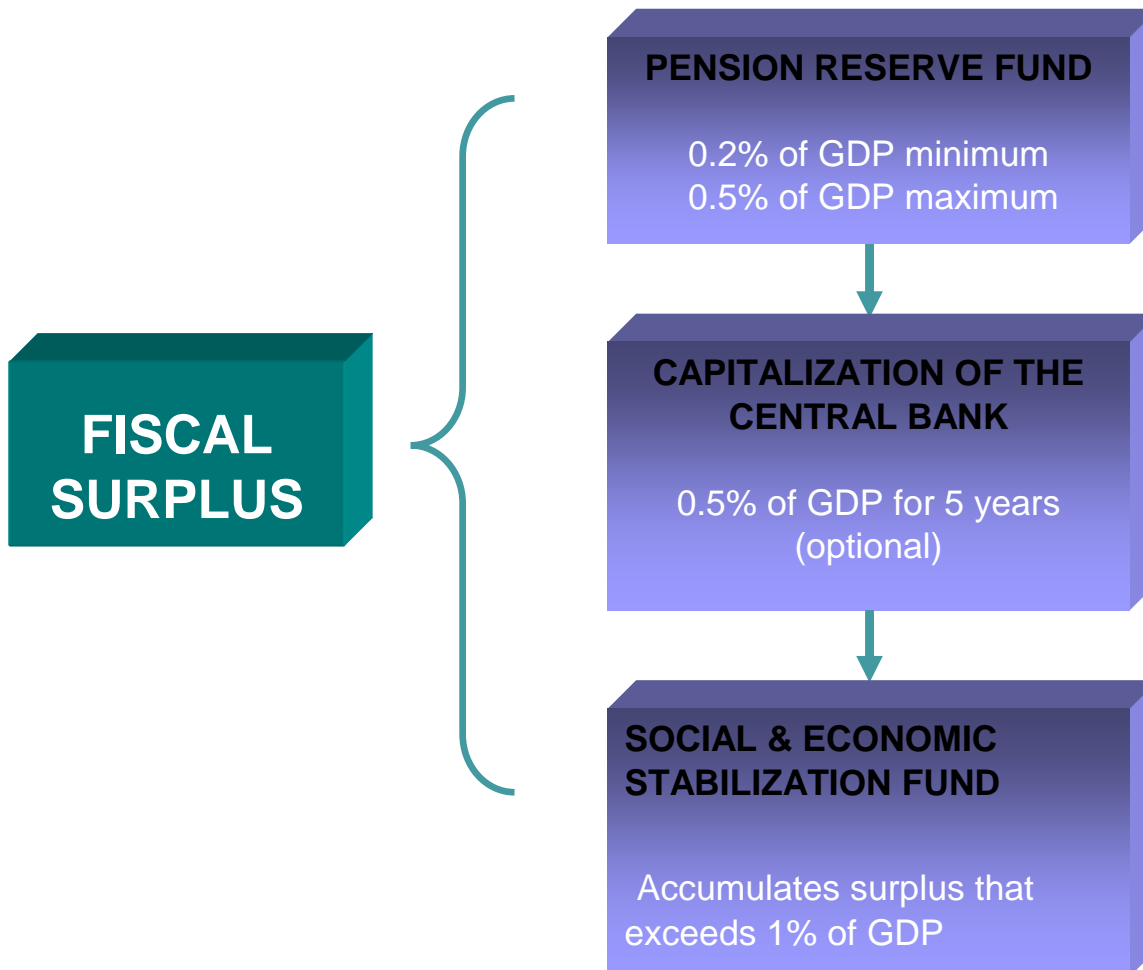 FISCAL
SURPLUS
PENSION RESERVE FUND
0.2% of GDP minimum
0.5% of GDP maximum
CAPITALIZATION OF THE
CENTRAL BANK
0.5% of GDP for 5 years
(optional)
SOCIAL & ECONOMIC
STABILIZATION FUND
Accumulates surplus that
exceeds 1% of GDP